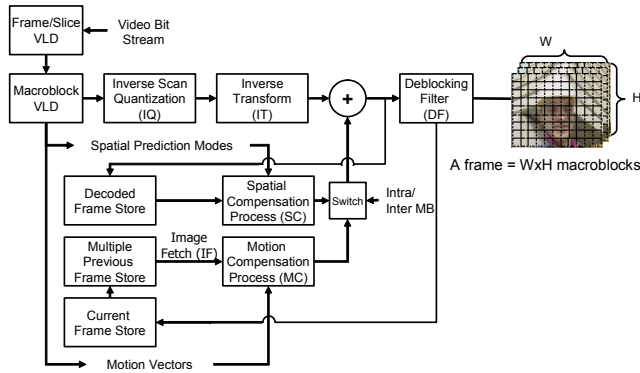 Frame/Slice
VLD
Video Bit
Stream
W
H
Macroblock
VLD
Inverse Scan
Quantization
(IQ)
Inverse
Transform
(IT)
+
Deblocking
Filter
(DF)
Spatial Prediction Modes
A frame = WxH macroblocks
Decoded
Frame Store
Spatial
Compensation
Process (SC)
Switch
Intra/
Inter MB
Multiple
Previous
Frame Store
Image
Fetch (IF)
Motion
Compensation
Process (MC)
Current
Frame Store
Motion Vectors